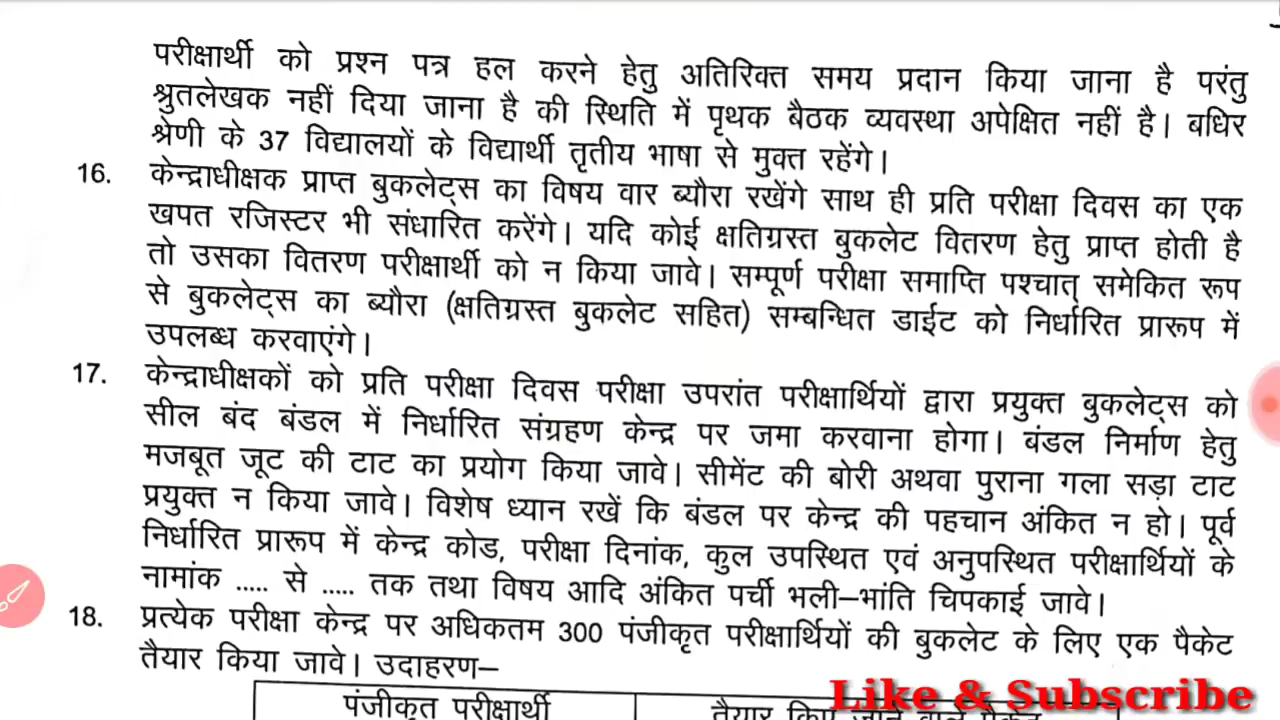 परीक्षार्थी को प्रश्न पत्र हल करने हेतु अतिरिक्त समय प्रदान किया जाना है परंतु
श्रुतलेखक नहीं दिया जाना है की स्थिति में पृथक बैठक व्यवस्था अपेक्षित नहीं है। बधिर
श्रेणी के 37 विद्यालयों के विद्यार्थी तृतीय भाषा से मुक्त रहेंगे।
16. केन्द्राधीक्षक प्राप्त बुकलेट्स का विषय वार ब्यौरा रखेंगे साथ ही प्रति परीक्षा दिवस का एक
खपत रजिस्टर भी संधारित करेंगे। यदि कोई क्षतिग्रस्त बुकलेट वितरण हेतु प्राप्त होती है
तो उसका वितरण परीक्षार्थी को न किया जावे। सम्पूर्ण परीक्षा समाप्ति पश्चात् समेकित रूप
से बुकलेट्स का ब्यौरा (क्षतिग्रस्त बुकलेट सहित) सम्बन्धित डाईट को निर्धारित प्रारूप में
उपलब्ध करवाएंगे।
17. केन्द्राधीक्षकों को प्रति परीक्षा दिवस परीक्षा उपरांत परीक्षार्थियों द्वारा प्रयुक्त बुकलेट्स को
सील बंद बंडल में निर्धारित संग्रहण केन्द्र पर जमा करवाना होगा। बंडल निर्माण हेतु
मजबूत जूट की टाट का प्रयोग किया जावे। सीमेंट की बोरी अथवा पुराना गला सड़ा टाट
प्रयुक्त न किया जावे। विशेष ध्यान रखें कि बंडल पर केन्द्र की पहचान अंकित न हो। पूर्व
निर्धारित प्रारूप में केन्द्र कोड, परीक्षा दिनांक, कुल उपस्थित एवं अनुपस्थित परीक्षार्थियों के
नामांक ..... से ..... तक तथा विषय आदि अंकित पर्ची भली–भांति चिपकाई जावे।
18. प्रत्येक परीक्षा केन्द्र पर अधिकतम 300 पंजीकृत परीक्षार्थियों की बुकलेट के लिए एक पैकेट
तैयार किया जावे। उदाहरण–
पंजीकृत परीक्षार्थी तैयार किए जाने वाले पैकेट
Like & Subscribe